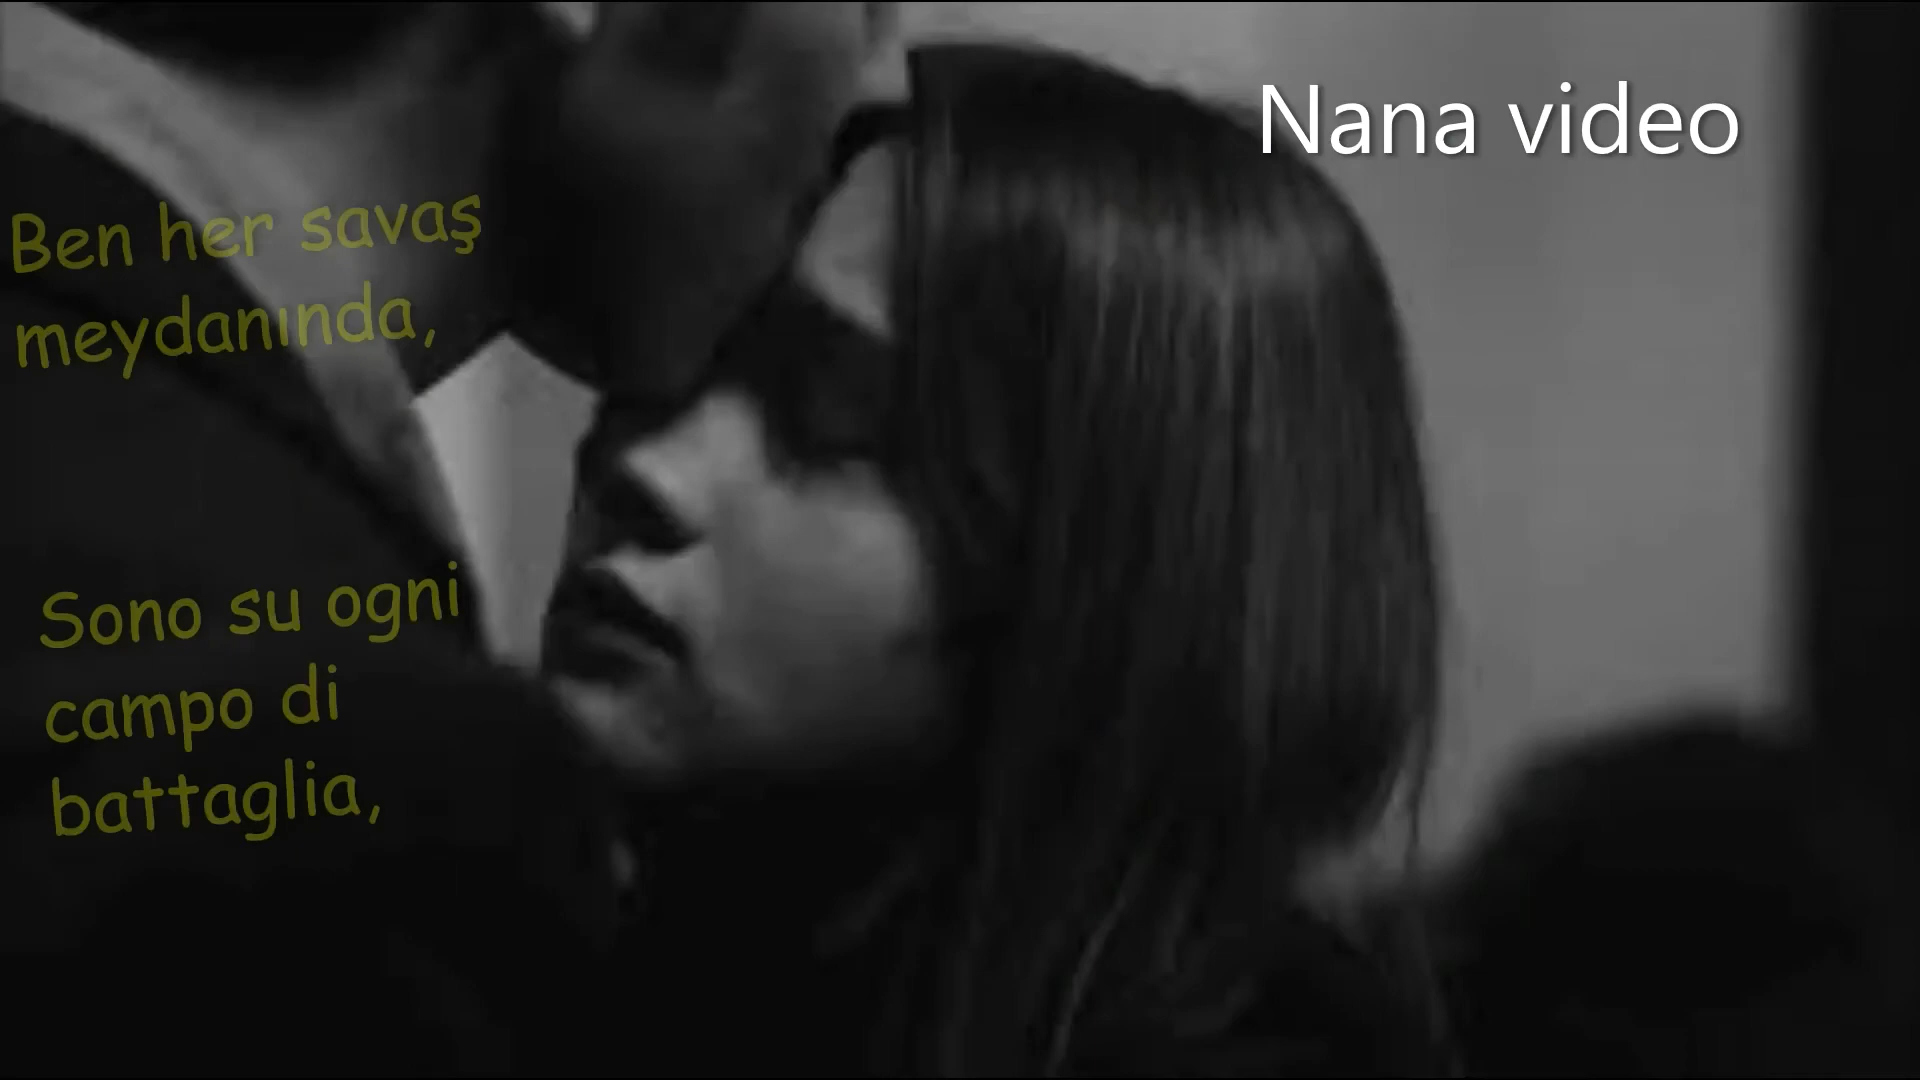 Nana video
Ben her savaş
meydanında,
Sono su ogni
campo di
battaglia,